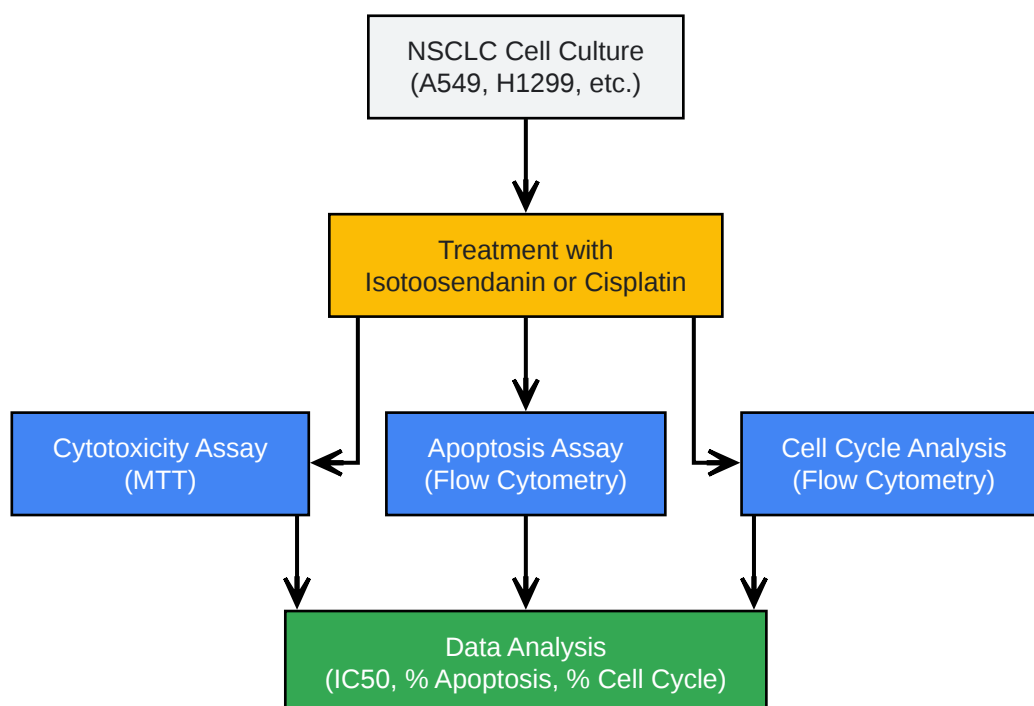 NSCLC Cell Culture
(A549, H1299, etc.)
Treatment with
Isotoosendanin or Cisplatin
Cytotoxicity Assay
(MTT)
Apoptosis Assay
(Flow Cytometry)
Cell Cycle Analysis
(Flow Cytometry)
Data Analysis
(IC50, % Apoptosis, % Cell Cycle)